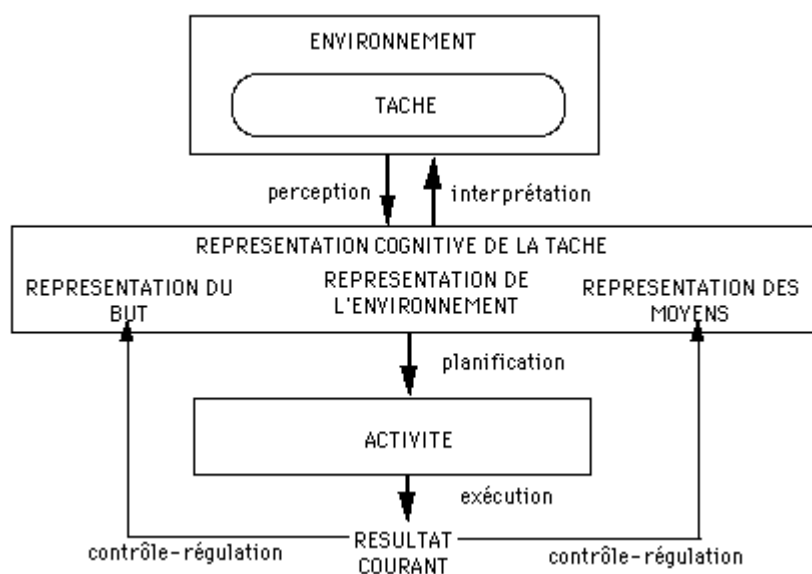 ENVIRONNEMENT
TACHE
perception
interprétation
REPRESENTATION COGNITIVE DE LA TACHE
REPRESENTATION DU
BUT
REPRESENTATION DE
L'ENVIRONNEMENT
REPRESENTATION DES
MOYENS
planification
ACTIVITE
exécution
RESULTAT
COURANT
contrôle-régulation
contrôle-régulation